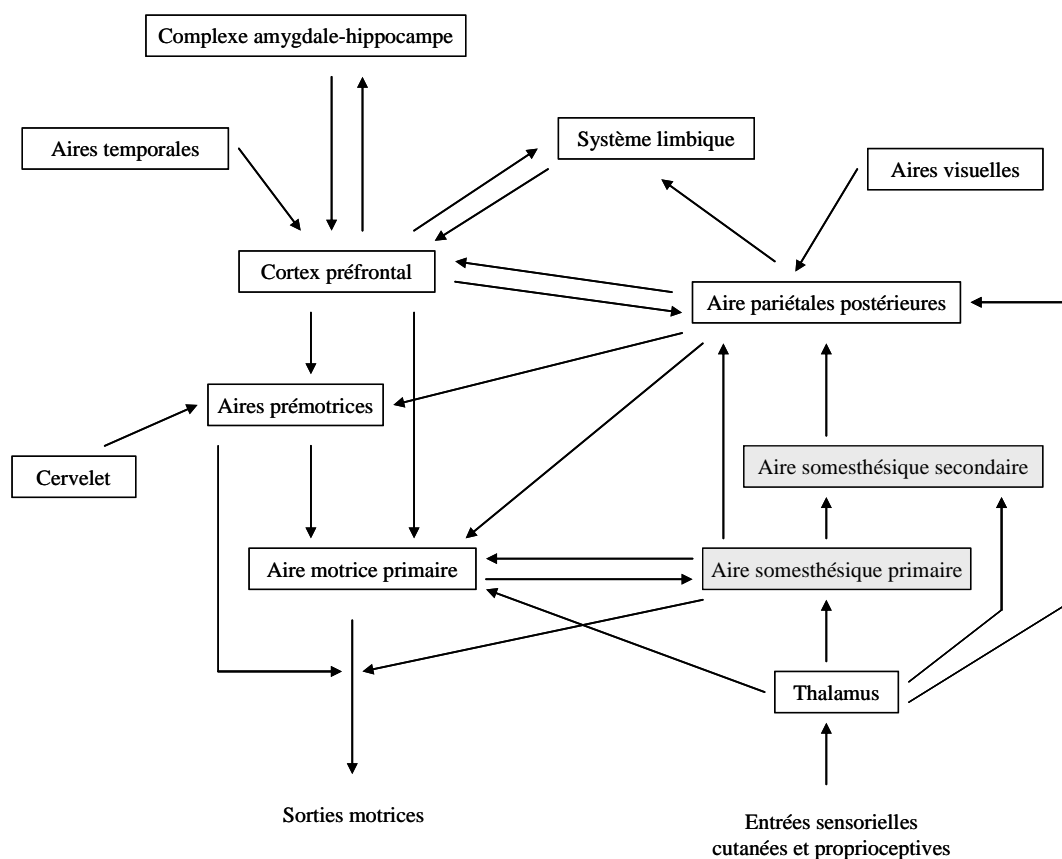 Complexe amygdale-hippocampe
Aires temporales
Système limbique
Aires visuelles
Cortex préfrontal
Aire pariétales postérieures
Aires prémotrices
Cervelet
Aire somesthésique secondaire
Aire motrice primaire
Aire somesthésique primaire
Thalamus
Sorties motrices
Entrées sensorielles
cutanées et proprioceptives